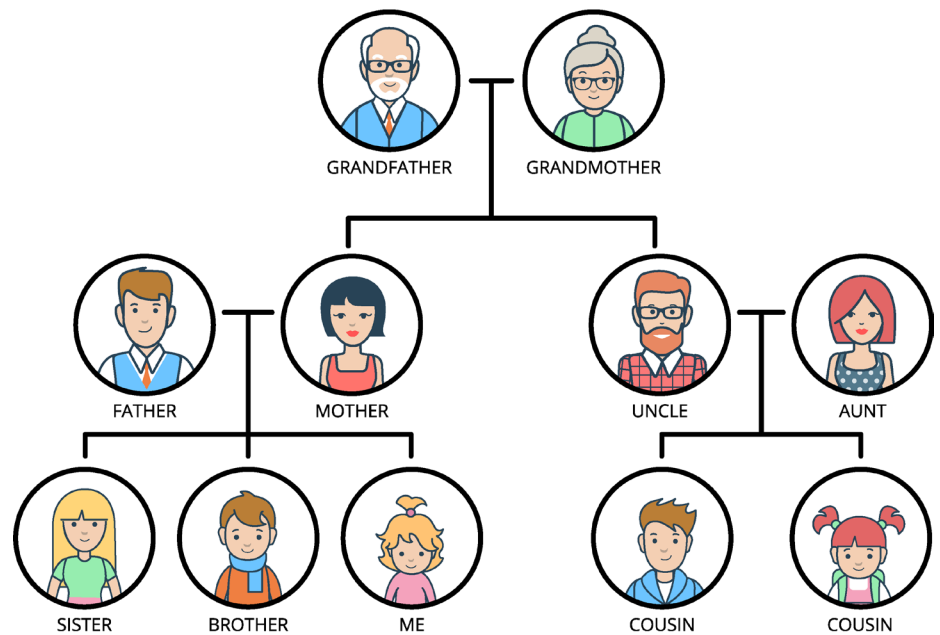 GRANDFATHER
GRANDMOTHER
FATHER
MOTHER
UNCLE
AUNT
SISTER
BROTHER
ME
COUSIN
COUSIN